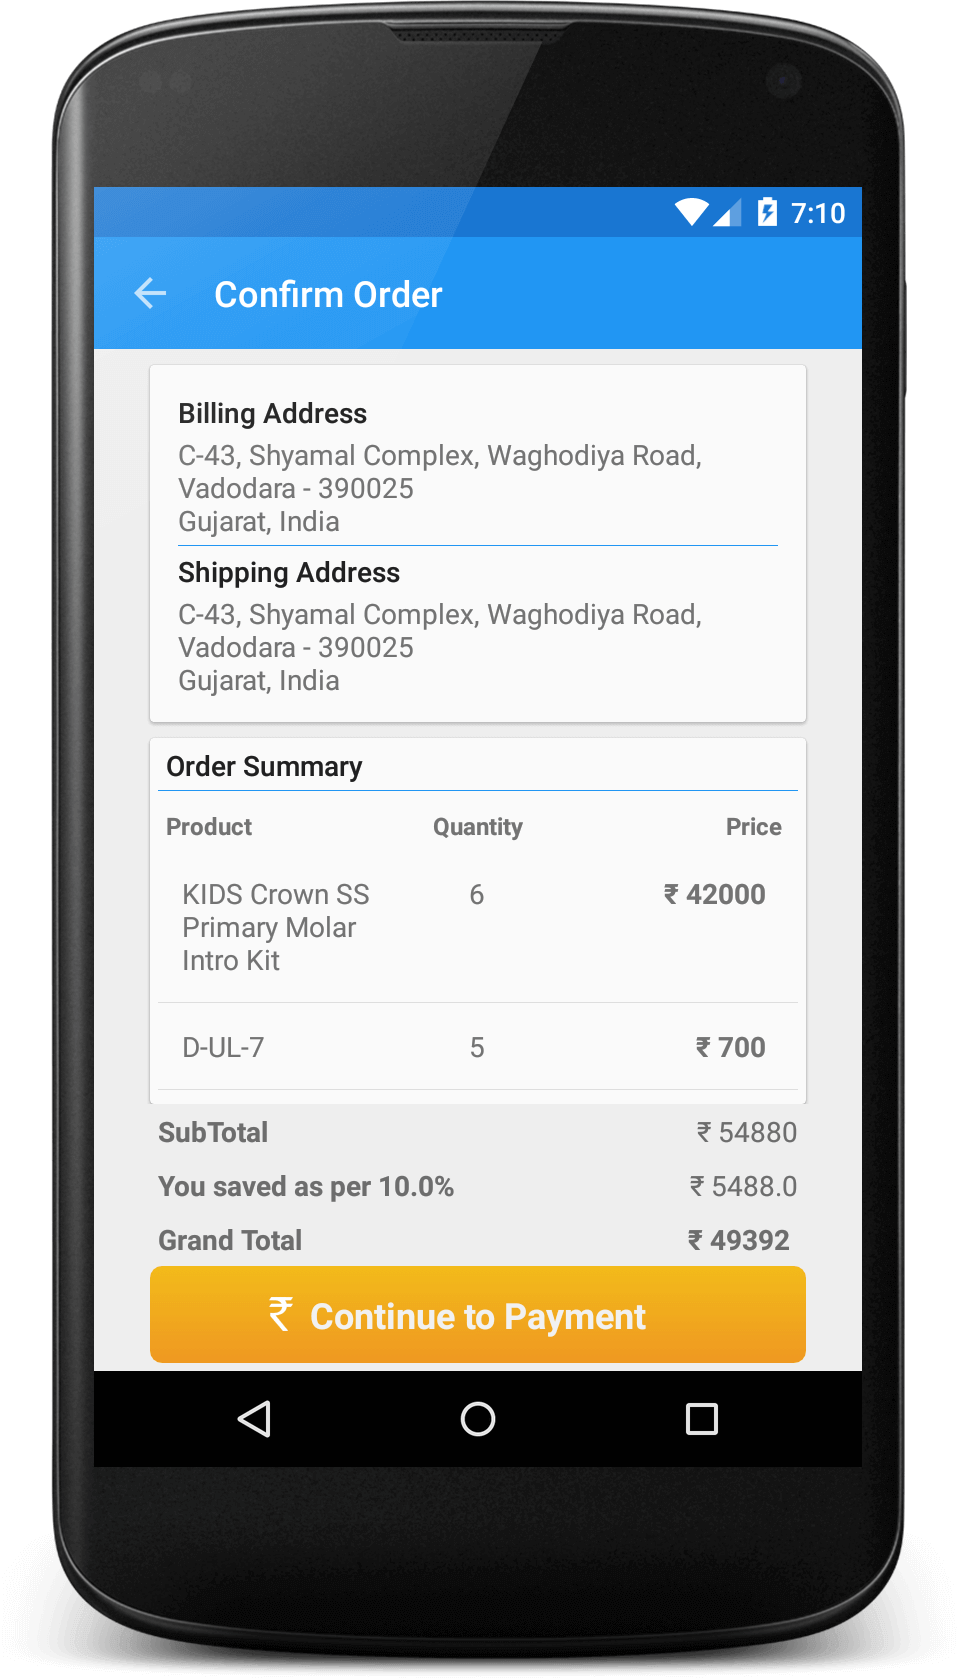 7:10
Confirm Order
Billing Address
C-43, Shyamal Complex, Waghodiya Road,
Vadodara - 390025
Gujarat, India
Shipping Address
C-43, Shyamal Complex, Waghodiya Road,
Vadodara - 390025
Gujarat, India
Order Summary
Product Quantity Price
KIDS Crown SS 6 ₹ 42000
Primary Molar
Intro Kit
D-UL-7 5 ₹ 700
SubTotal ₹ 54880
You saved as per 10.0% ₹ 5488.0
Grand Total ₹ 49392
₹ Continue to Payment